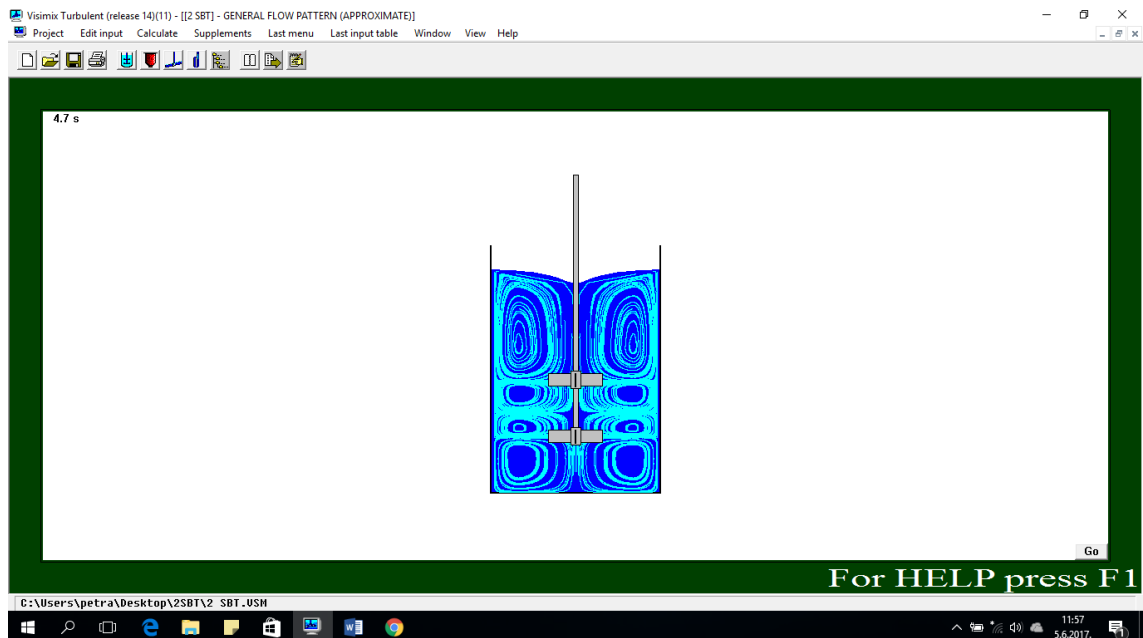 Visimix Turbulent (release 14)(11) - [[2 SBT] - GENERAL FLOW PATTERN (APPROXIMATE)]
Project Edit input Calculate Supplements Last menu Last input table Window View Help
4.7 s
Go
For HELP press F1
C:\Users\petra\Desktop\2SBT\2 SBT.VSM
11:57
5.6.2017.